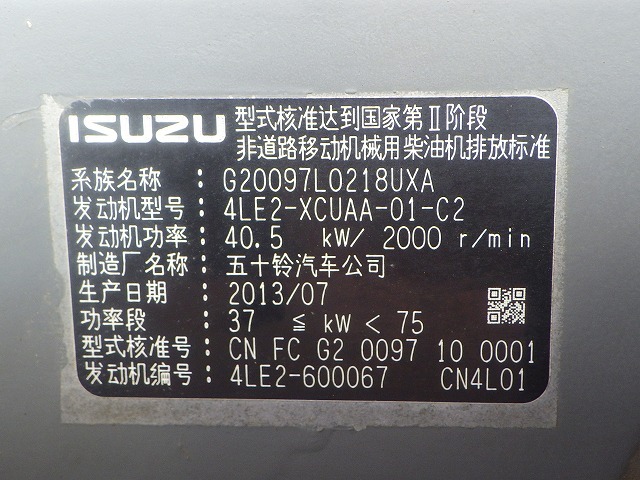 ISUZU 型式核准达到国家第Ⅱ阶段
非道路移动机械用柴油机排放标准
系族名称 : G20097L0218UXA
发动机型号 : 4LE2-XCUAA-01-C2
发动机功率 : 40.5 kW/ 2000 r/min
制造厂名称 : 五十铃汽车公司
生产日期 : 2013/07
功率段 : 37 ≦ kW < 75
型式核准号 : CN FC G2 0097 10 0001
发动机编号 : 4LE2-600067 CN4L01